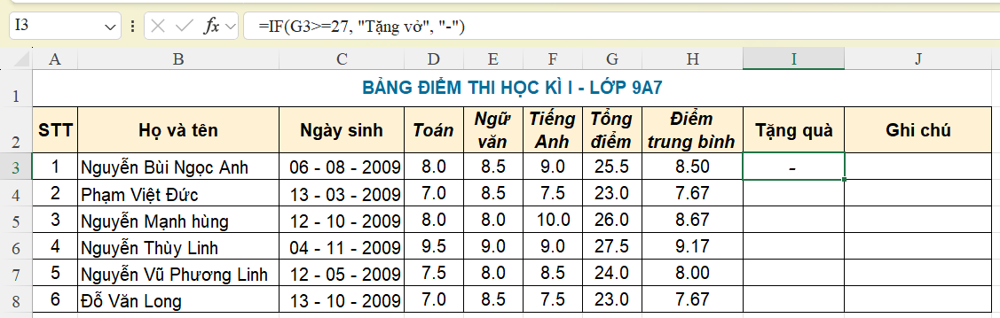 I3 fx =IF(G3>=27, "Tặng vở", "-")
A B C D E F G H I J
1 BẢNG ĐIỂM THI HỌC KÌ I - LỚP 9A7
2 STT Họ và tên Ngày sinh Toán Ngữ văn Tiếng Anh Tổng điểm Điểm trung bình Tặng quà Ghi chú
3 1 Nguyễn Bùi Ngọc Anh 06 - 08 - 2009 8.0 8.5 9.0 25.5 8.50 -
4 2 Phạm Việt Đức 13 - 03 - 2009 7.0 8.5 7.5 23.0 7.67
5 3 Nguyễn Mạnh hùng 12 - 10 - 2009 8.0 8.0 10.0 26.0 8.67
6 4 Nguyễn Thùy Linh 04 - 11 - 2009 9.5 9.0 9.0 27.5 9.17
7 5 Nguyễn Vũ Phương Linh 12 - 05 - 2009 7.5 8.0 8.5 24.0 8.00
8 6 Đỗ Văn Long 13 - 10 - 2009 7.0 8.5 7.5 23.0 7.67